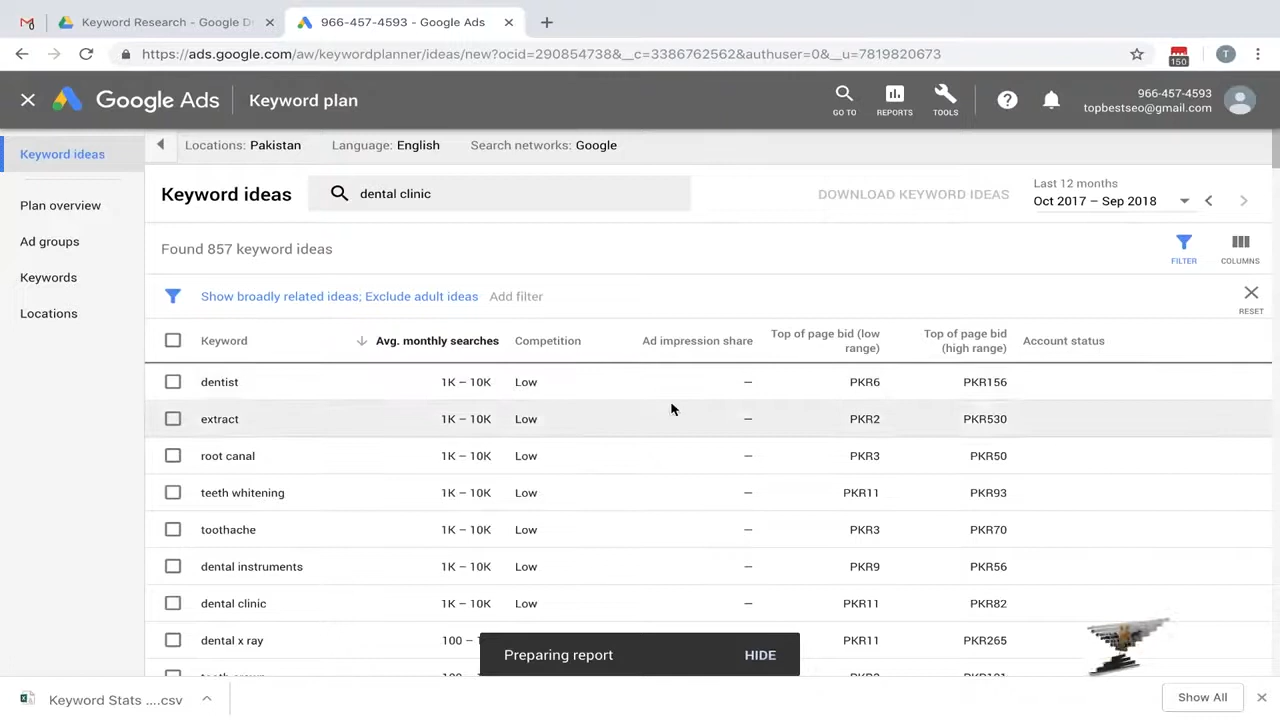 Keyword Research - Google D
966-457-4593 - Google Ads
https://ads.google.com/aw/keywordplanner/ideas/new?ocid=290854738&__c=3386762562&authuser=0&__u=7819820673
150
T
Google Ads
Keyword plan
GO TO
REPORTS
TOOLS
966-457-4593
topbestseo@gmail.com
Keyword ideas
Plan overview
Ad groups
Keywords
Locations
Locations: Pakistan
Language: English
Search networks: Google
Keyword ideas
dental clinic
DOWNLOAD KEYWORD IDEAS
Last 12 months
Oct 2017 – Sep 2018
Found 857 keyword ideas
FILTER
COLUMNS
Show broadly related ideas; Exclude adult ideas Add filter
RESET
Keyword Avg. monthly searches Competition Ad impression share Top of page bid (low range) Top of page bid (high range) Account status
dentist 1K – 10K Low – PKR6 PKR156
extract 1K – 10K Low – PKR2 PKR530
root canal 1K – 10K Low – PKR3 PKR50
teeth whitening 1K – 10K Low – PKR11 PKR93
toothache 1K – 10K Low – PKR3 PKR70
dental instruments 1K – 10K Low – PKR9 PKR56
dental clinic 1K – 10K Low – PKR11 PKR82
dental x ray 100 – PKR11 PKR265
Preparing report
HIDE
Keyword Stats ....csv
Show All